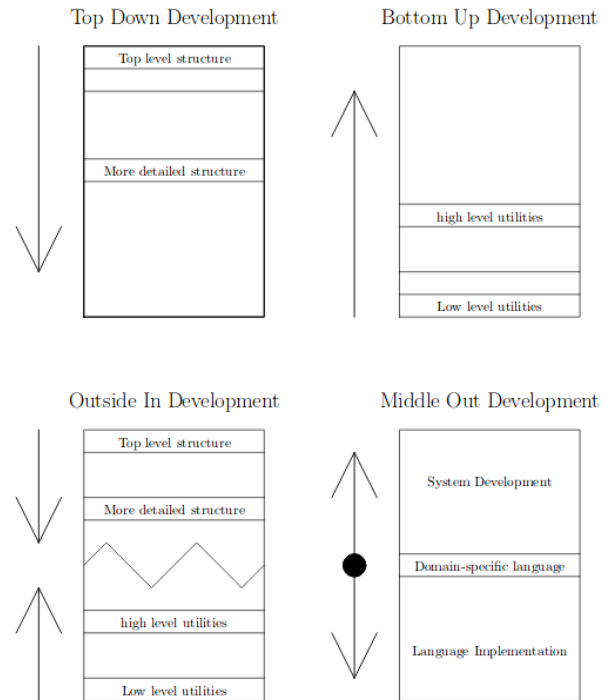 Top Down Development
Top level structure
More detailed structure
Bottom Up Development
high level utilities
Low level utilities
Outside In Development
Top level structure
More detailed structure
high level utilities
Low level utilities
Middle Out Development
System Development
Domain-specific language
Language Implementation